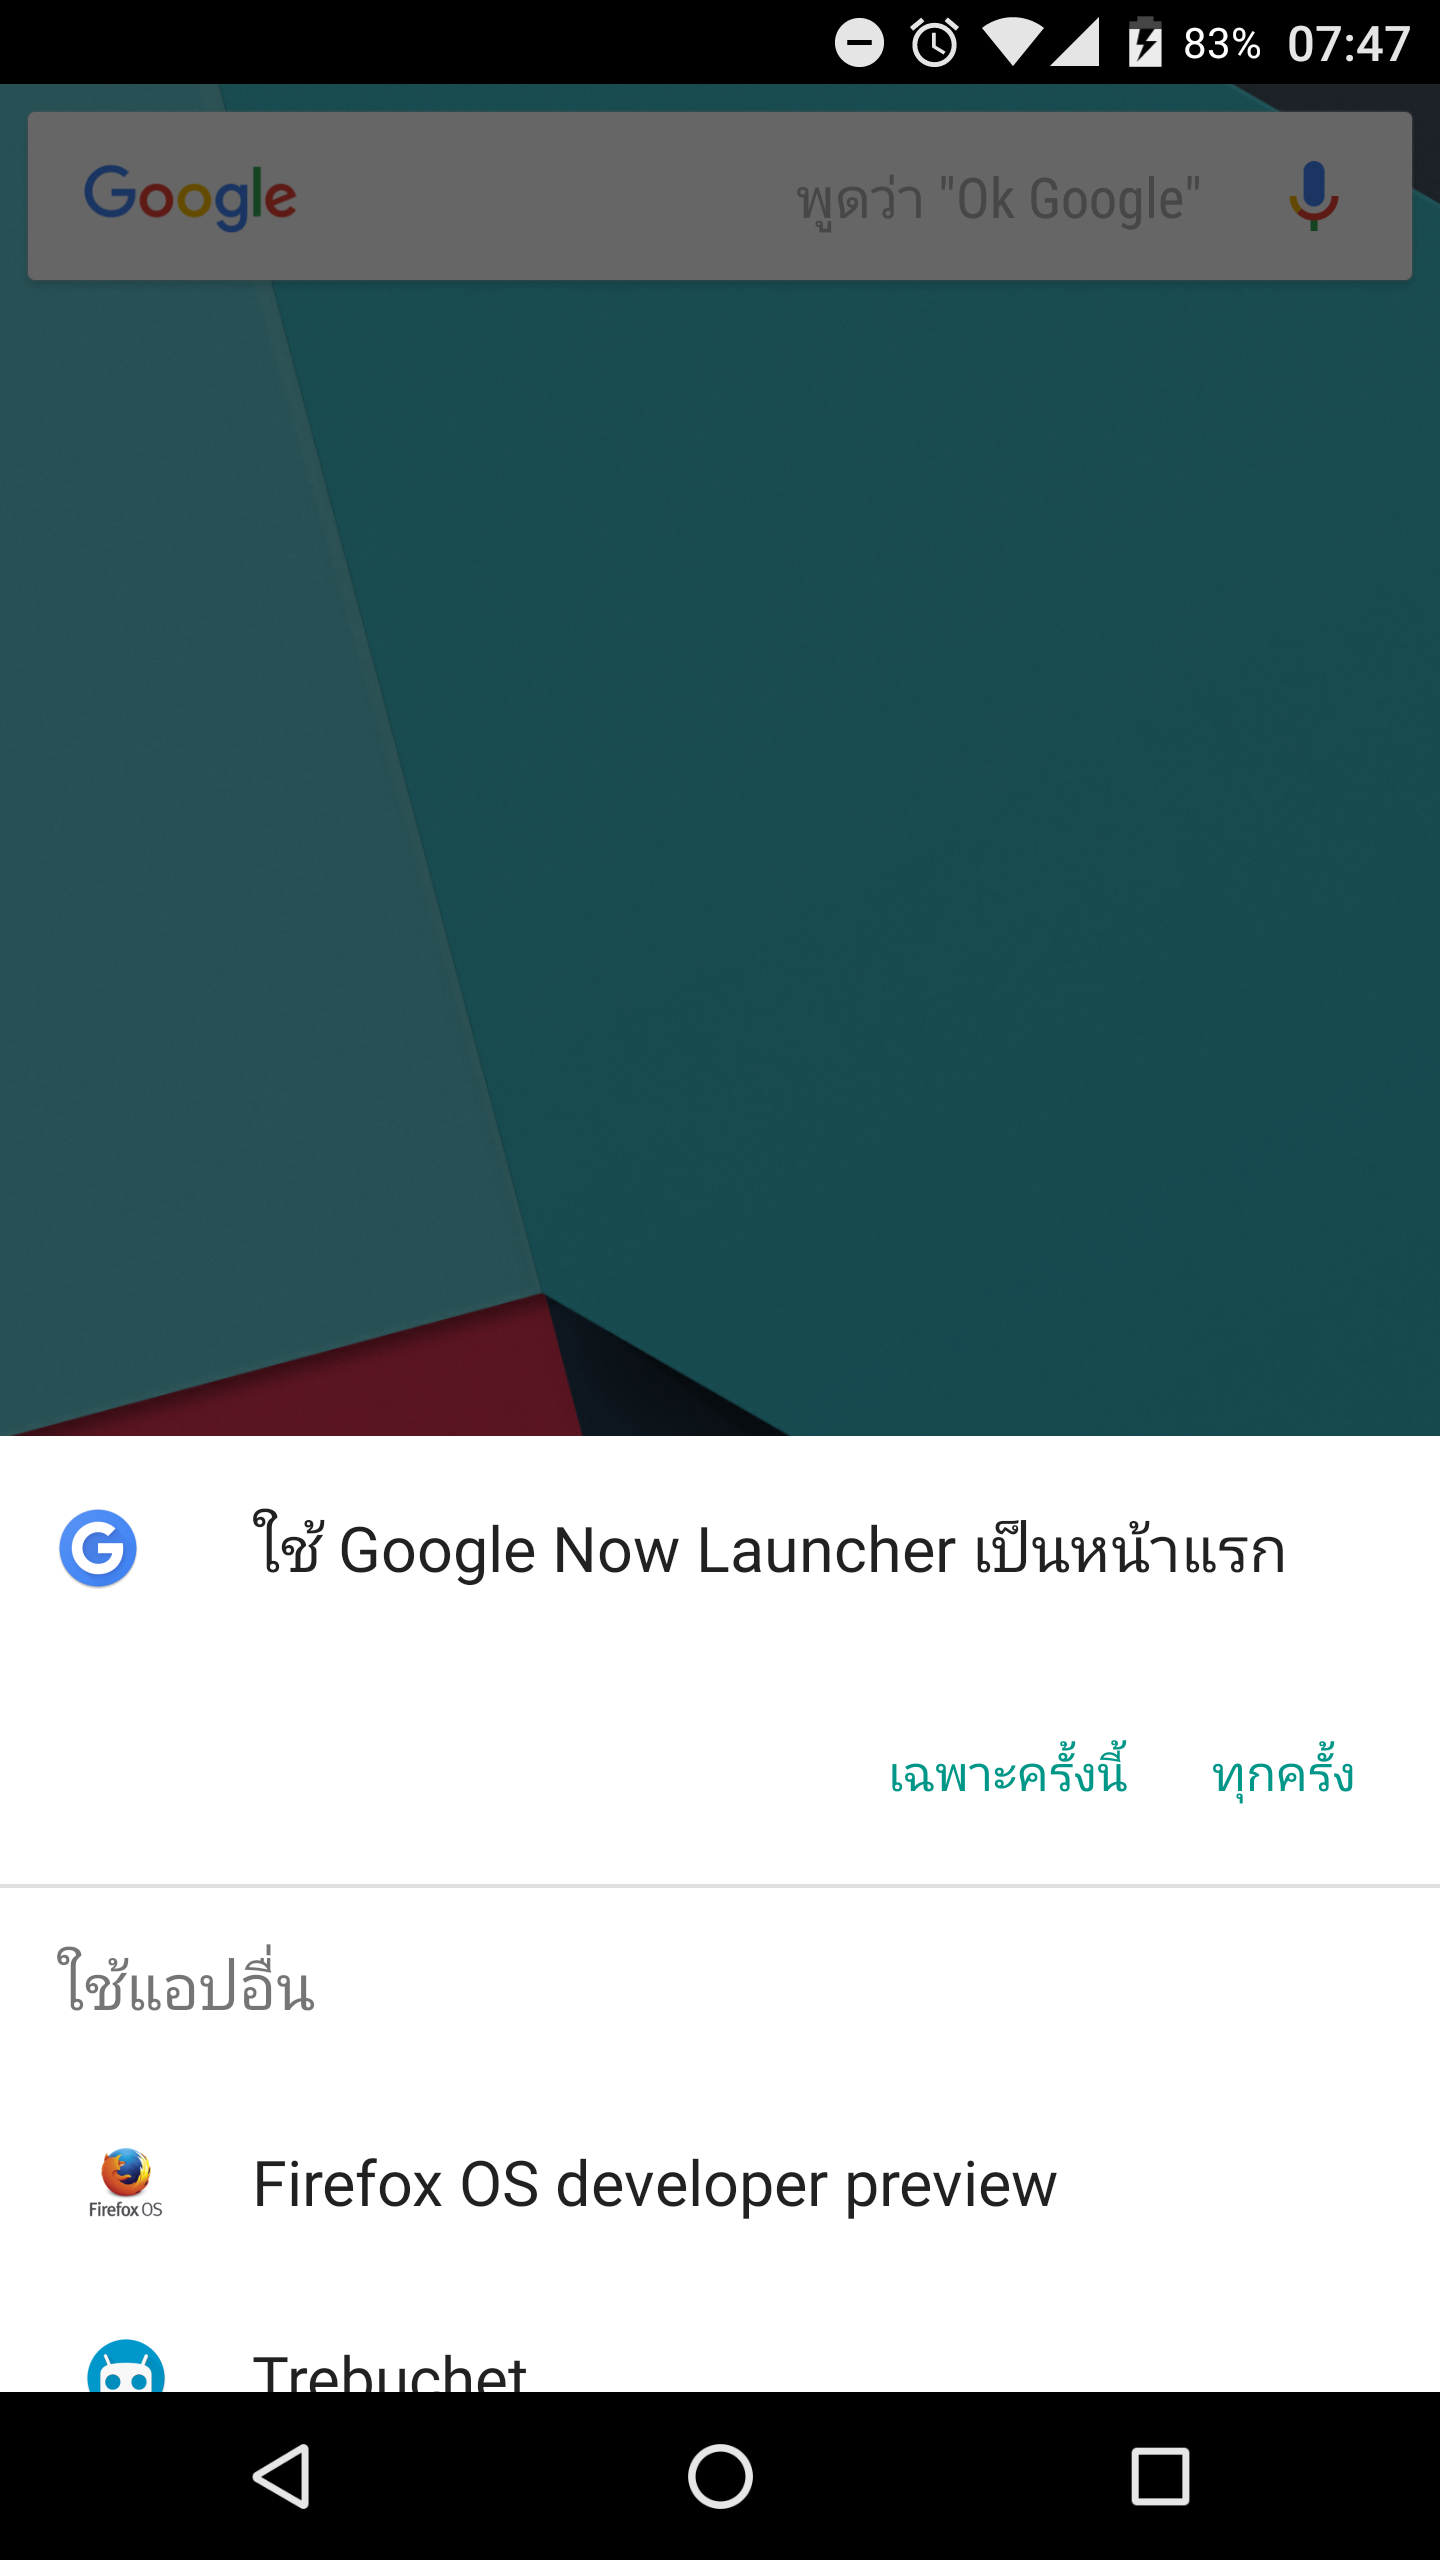 83% 07:47
Google พูดว่า "Ok Google"
ใช้ Google Now Launcher เป็นหน้าแรก
เฉพาะครั้งนี้ ทุกครั้ง
ใช้แอปอื่น
Firefox OS Firefox OS developer preview
Trebuchet